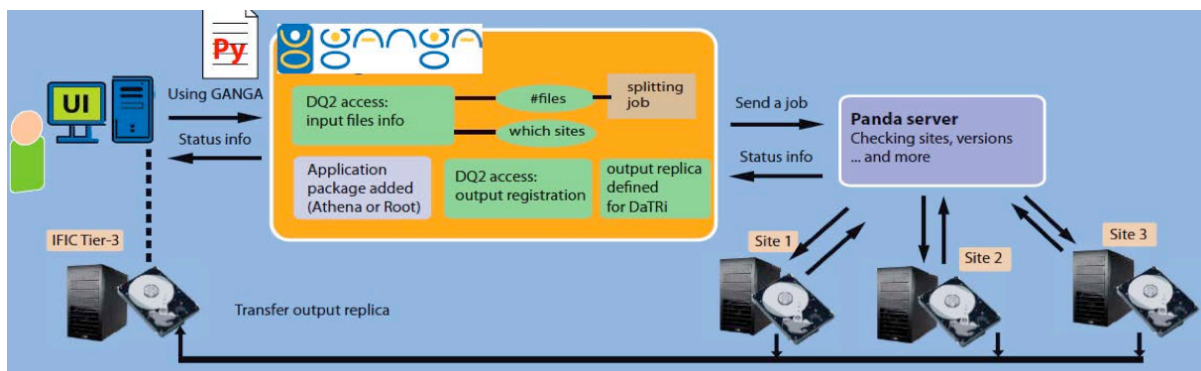 Py
ganga
UI
Using GANGA
Status info
DQ2 access:
input files info
#files
which sites
splitting
job
Application
package added
(Athena or Root)
DQ2 access:
output registration
output replica
defined
for DaTRi
Send a job
Status info
Panda server
Checking sites, versions
... and more
IFIC Tier-3
Site 1
Site 2
Site 3
Transfer output replica